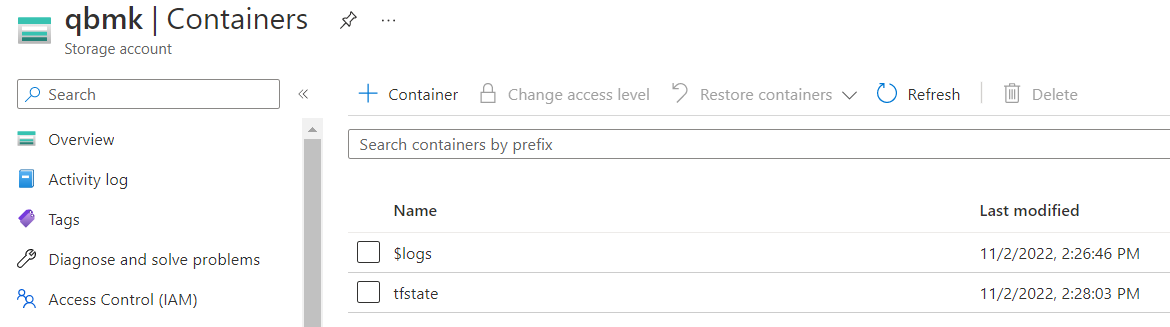 qbmk | Containers
Storage account
Search
Overview
Activity log
Tags
Diagnose and solve problems
Access Control (IAM)
Container Change access level Restore containers Refresh Delete
Search containers by prefix
Name Last modified
$logs 11/2/2022, 2:26:46 PM
tfstate 11/2/2022, 2:28:03 PM